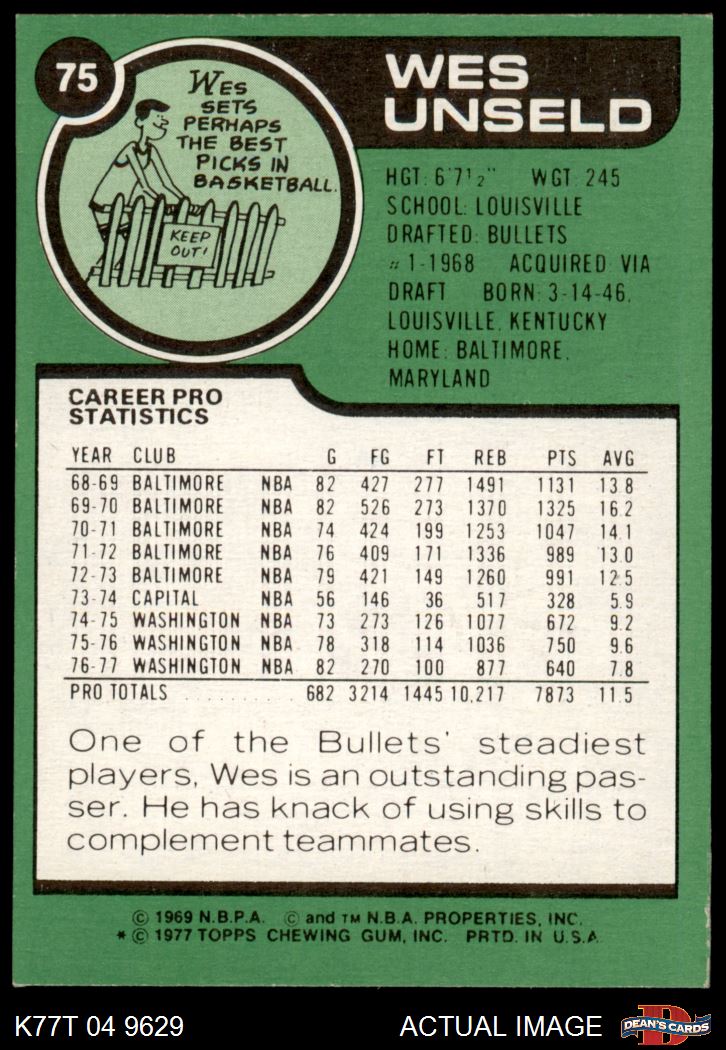 75
WES
SETS
PERHAPS
THE BEST
PICKS IN
BASKETBALL.
KEEP
OUT!
WES
UNSELD
HGT: 6'7 1/2" WGT: 245
SCHOOL: LOUISVILLE
DRAFTED: BULLETS
#1-1968 ACQUIRED: VIA
DRAFT BORN: 3-14-46,
LOUISVILLE, KENTUCKY
HOME: BALTIMORE,
MARYLAND
CAREER PRO
STATISTICS
YEAR CLUB G FG FT REB PTS AVG
68-69 BALTIMORE NBA 82 427 277 1491 1131 13.8
69-70 BALTIMORE NBA 82 526 273 1370 1325 16.2
70-71 BALTIMORE NBA 74 424 199 1253 1047 14.1
71-72 BALTIMORE NBA 76 409 171 1336 989 13.0
72-73 BALTIMORE NBA 79 421 149 1260 991 12.5
73-74 CAPITAL NBA 56 146 36 517 328 5.9
74-75 WASHINGTON NBA 73 273 126 1077 672 9.2
75-76 WASHINGTON NBA 78 318 114 1036 750 9.6
76-77 WASHINGTON NBA 82 270 100 877 640 7.8
PRO TOTALS .......... 682 3214 1445 10,217 7873 11.5
One of the Bullets' steadiest
players, Wes is an outstanding pas-
ser. He has knack of using skills to
complement teammates.
© 1969 N.B.P.A. © and TM N.B.A. PROPERTIES, INC.
* © 1977 TOPPS CHEWING GUM, INC. PRTD. IN U.S.A.
K77T 04 9629 ACTUAL IMAGE
D
DEAN'S CARDS